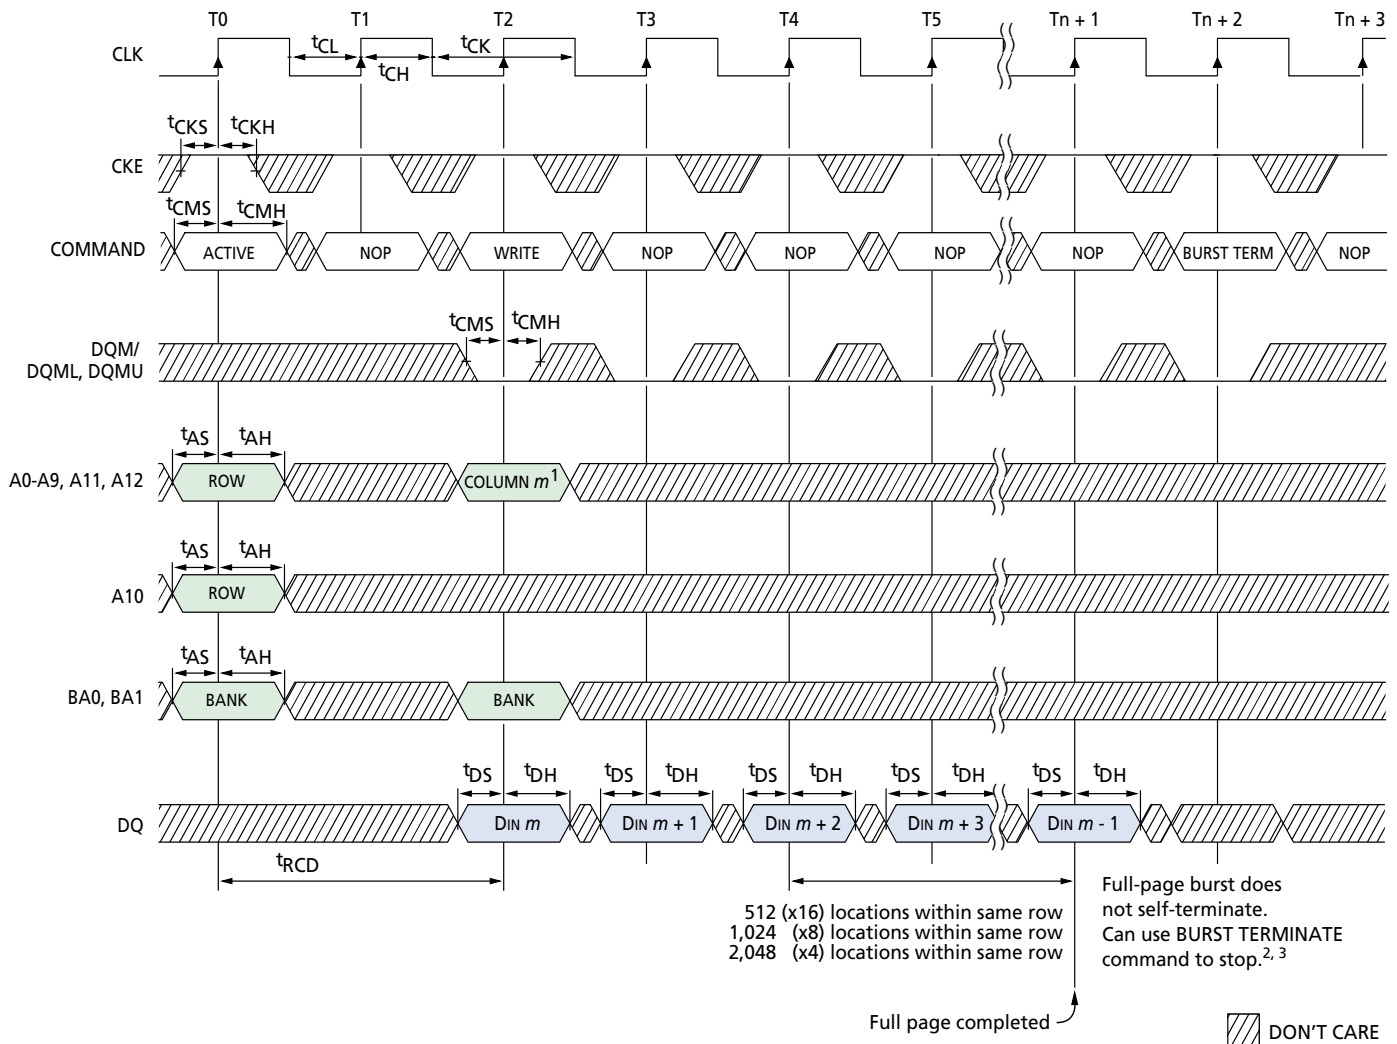 T0 T1 T2 T3 T4 T5 Tn + 1 Tn + 2 Tn + 3
CLK
tCL tCK
tCH
tCKS tCKH
CKE
tCMS tCMH
COMMAND ACTIVE NOP WRITE NOP NOP NOP NOP BURST TERM NOP
tCMS tCMH
DQM/
DQML, DQMU
tAS tAH
A0-A9, A11, A12 ROW COLUMN m1
tAS tAH
A10 ROW
tAS tAH
BA0, BA1 BANK BANK
tDS tDH tDS tDH tDS tDH tDS tDH tDS tDH
DQ DIN m DIN m + 1 DIN m + 2 DIN m + 3 DIN m - 1
tRCD
512 (x16) locations within same row
1,024 (x8) locations within same row
2,048 (x4) locations within same row
Full-page burst does
not self-terminate.
Can use BURST TERMINATE
command to stop.2, 3
Full page completed
DON'T CARE